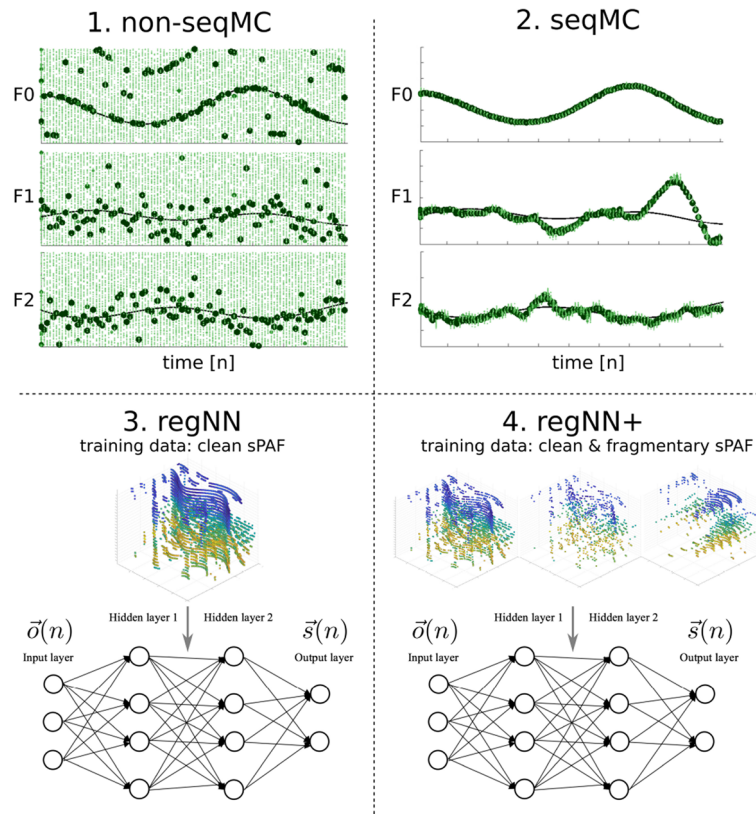 1. non-seqMC
F0
F1
F2
time [n]
2. seqMC
F0
F1
F2
time [n]
3. regNN
training data: clean sPAF
Hidden layer 1 Hidden layer 2
o⃗(n) s⃗(n)
Input layer Output layer
4. regNN+
training data: clean & fragmentary sPAF
Hidden layer 1 Hidden layer 2
o⃗(n) s⃗(n)
Input layer Output layer